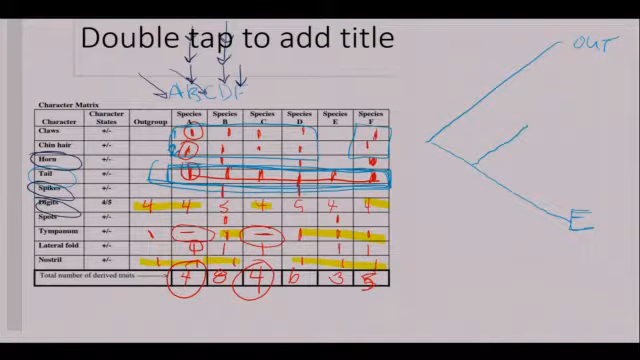 Double tap to add title
OUT
ABCDF
Character Matrix
Character Character States Outgroup Species A Species B Species C Species D Species E Species F
Claws +/-
Chin hair +/-
Horn +/-
Tail +/-
Spikes +/-
Digits 4/5 4 4 5 4 5 4 4
Spots +/-
Tympanum +/-
Lateral fold +/-
Nostril +/-
Total number of derived traits 4 8 4 6 3
E